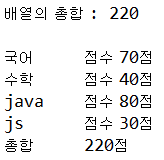 배열의 총합 : 220
국어 점수 70점
수학 점수 40점
java 점수 80점
js 점수 30점
총합 220점